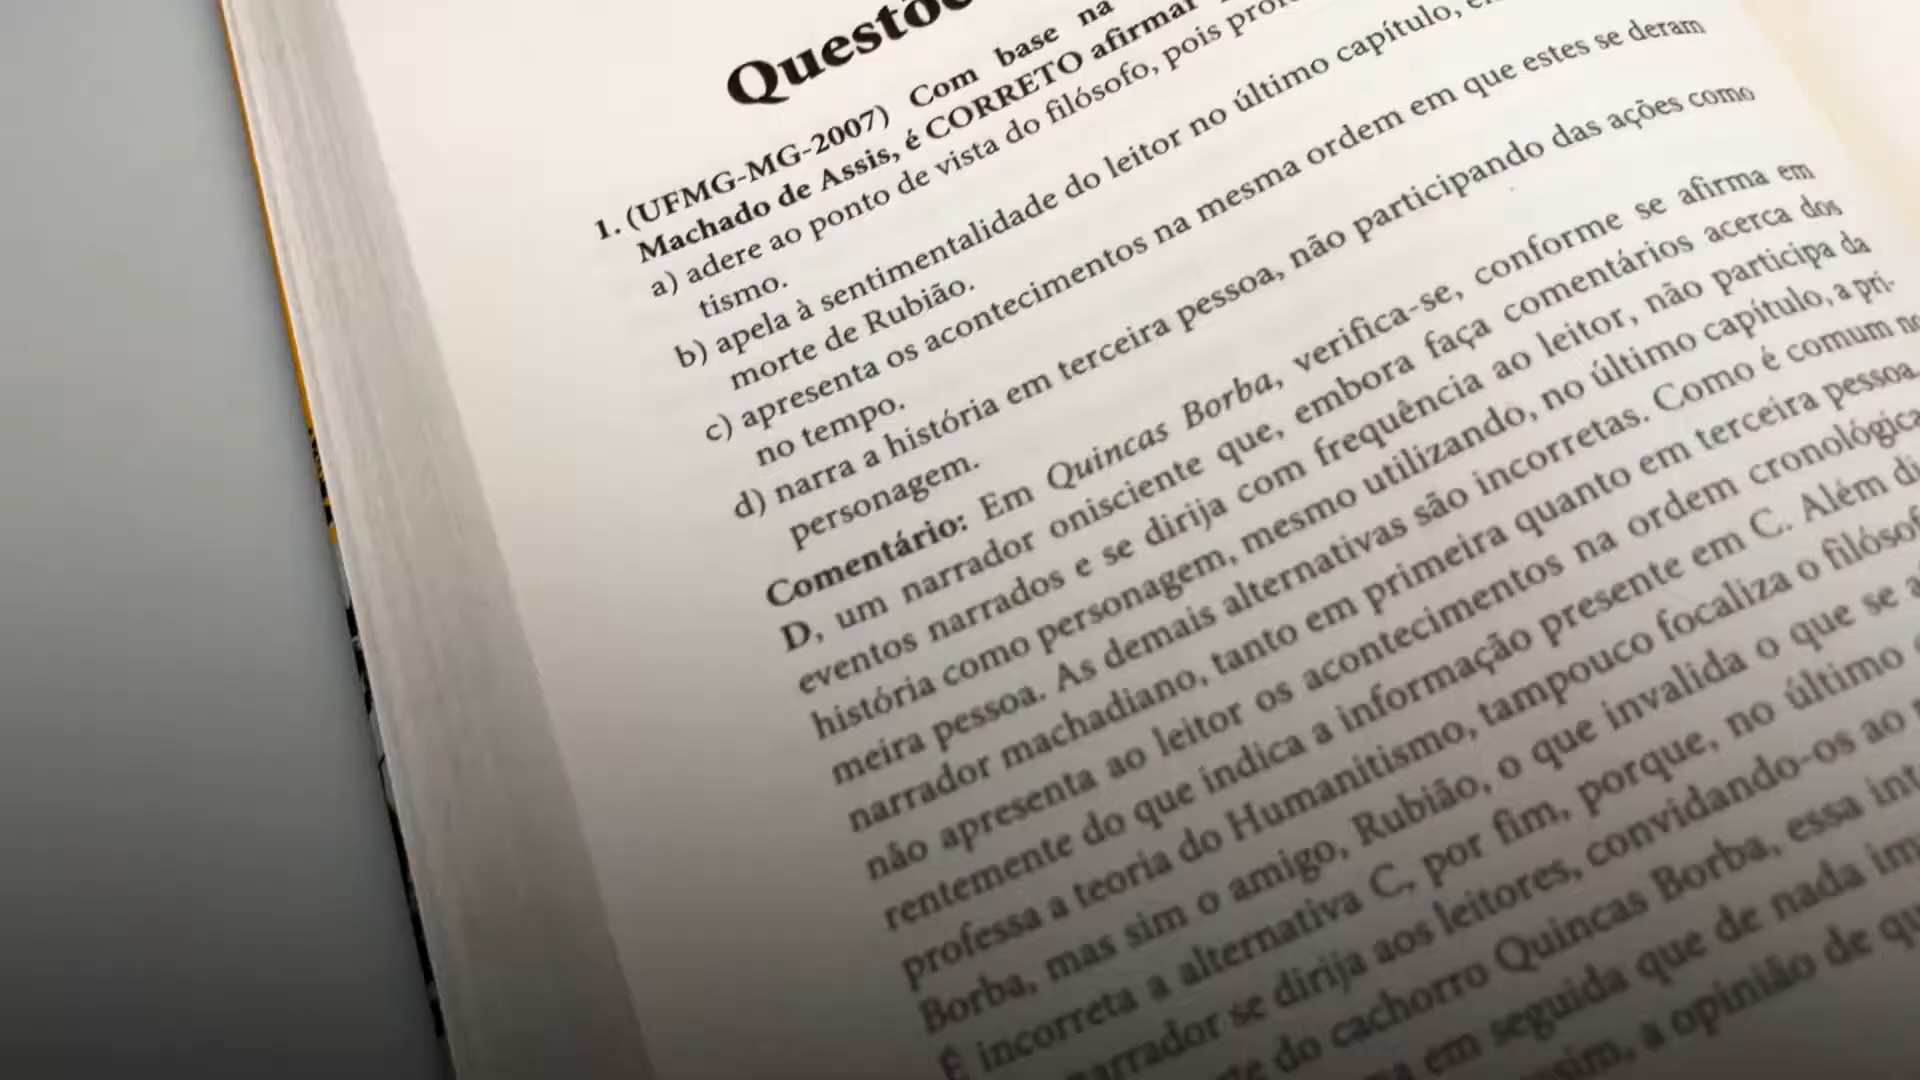 Questõe
1. (UFMG-MG-2007) Com base na
Machado de Assis, é CORRETO afirmar
a) adere ao ponto de vista do filósofo, pois
tismo.
b) apela à sentimentalidade do leitor no último capítulo,
morte de Rubião.
c) apresenta os acontecimentos na mesma ordem em que estes se deram
no tempo.
d) narra a história em terceira pessoa, não participando das ações como
personagem.
Comentário: Em Quincas Borba, verifica-se, conforme se afirma em
D, um narrador onisciente que, embora faça comentários acerca dos
eventos narrados e se dirija com frequência ao leitor, não participa da
história como personagem, mesmo utilizando, no último capítulo, a pri-
meira pessoa. As demais alternativas são incorretas. Como é comum no
narrador machadiano, tanto em primeira quanto em terceira pessoa,
não apresenta ao leitor os acontecimentos na ordem cronológica
rentemente do que indica a informação presente em C. Além di
professa a teoria do Humanitismo, tampouco focaliza o filósof
Borba, mas sim o amigo, Rubião, o que invalida o que se a
É incorreta a alternativa C, por fim, porque, no último
narrador se dirija aos leitores, convidando-os ao
do cachorro Quincas Borba, essa int
em seguida que de nada im
a opinião de qu